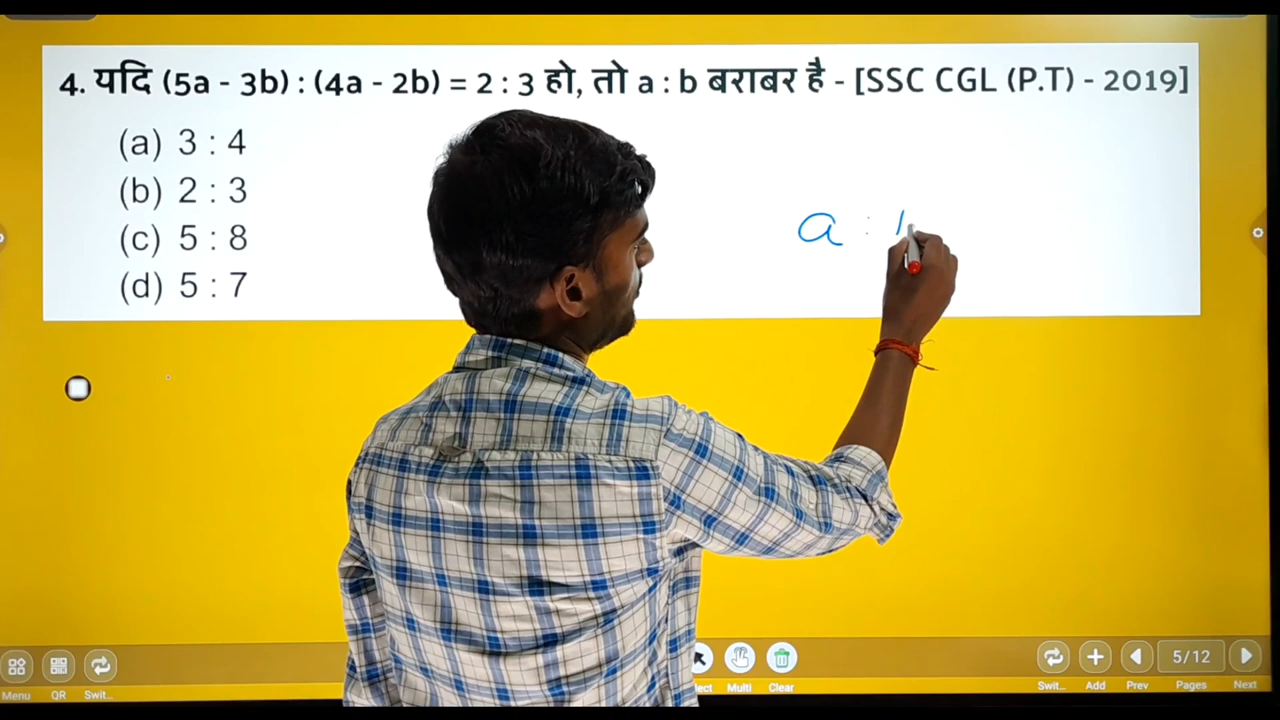 4. यदि (5a - 3b) : (4a - 2b) = 2 : 3 हो, तो a : b बराबर है - [SSC CGL (P.T) - 2019]
(a) 3 : 4
(b) 2 : 3
(c) 5 : 8
(d) 5 : 7
a :
Menu QR Swit... Multi Clear Swit... Add Prev 5/12 Pages Next